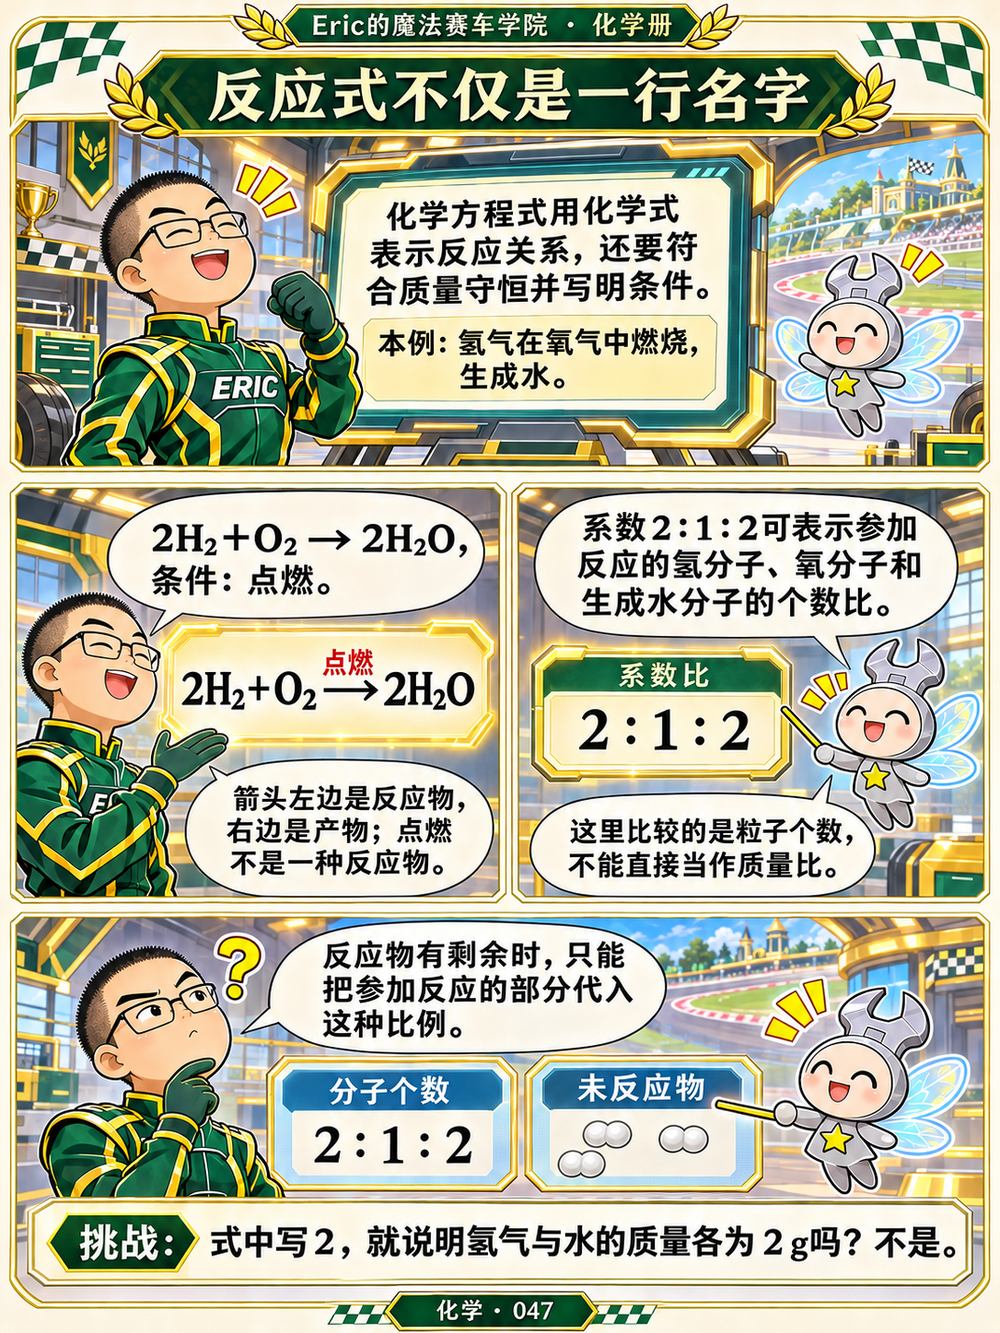 Eric的魔法赛车学院 · 化学册
反应式不仅是一行名字
化学方程式用化学式
表示反应关系，还要符
合质量守恒并写明条件。
本例：氢气在氧气中燃烧，
生成水。
ERIC
2H₂＋O₂ → 2H₂O，
条件：点燃。
点燃
2H₂+O₂ → 2H₂O
ERIC
箭头左边是反应物，
右边是产物；点燃
不是一种反应物。
系数2：1：2可表示参加
反应的氢分子、氧分子和
生成水分子的个数比。
系数比
2：1：2
这里比较的是粒子个数，
不能直接当作质量比。
?
反应物有剩余时，只能
把参加反应的部分代入
这种比例。
分子个数
2：1：2
未反应物
挑战：式中写2，就说明氢气与水的质量各为2g吗？不是。
化学 · 047